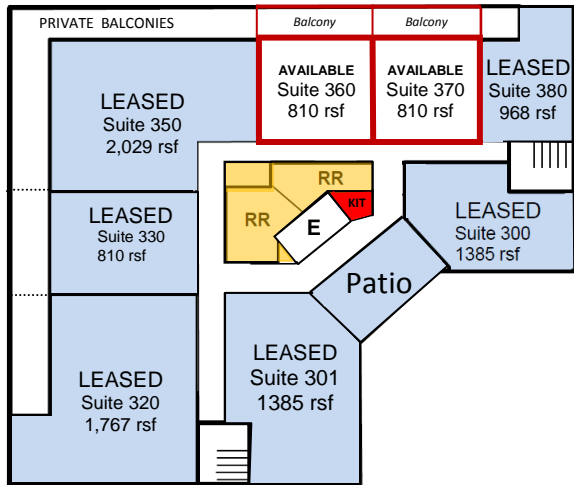 PRIVATE BALCONIES
Balcony
Balcony
LEASED
Suite 350
2,029 rsf
AVAILABLE
Suite 360
810 rsf
AVAILABLE
Suite 370
810 rsf
LEASED
Suite 380
968 rsf
RR
RR
KIT
E
LEASED
Suite 330
810 rsf
LEASED
Suite 300
1385 rsf
Patio
LEASED
Suite 320
1,767 rsf
LEASED
Suite 301
1385 rsf